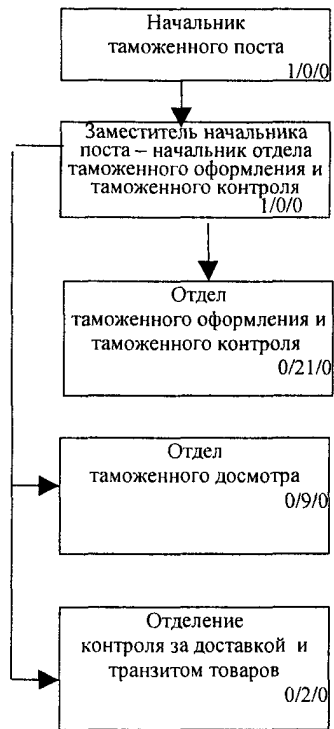 Начальник
таможенного поста
1/0/0
Заместитель начальника
поста – начальник отдела
таможенного оформления и
таможенного контроля
1/0/0
Отдел
таможенного оформления и
таможенного контроля
0/21/0
Отдел
таможенного досмотра
0/9/0
Отделение
контроля за доставкой и
транзитом товаров
0/2/0